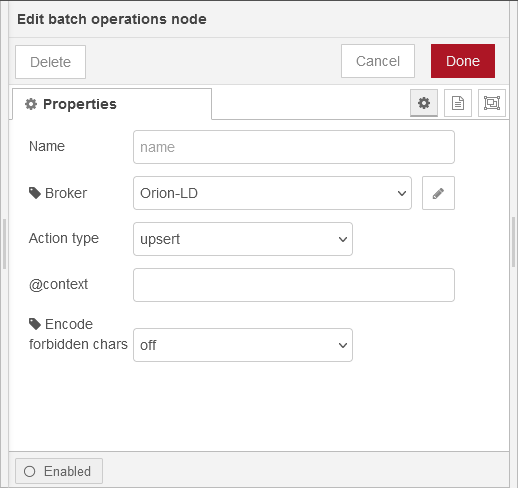 Edit batch operations node
Delete
Cancel
Done
Properties
Name
name
Broker
Orion-LD
Action type
upsert
@context
Encode
forbidden chars
off
Enabled